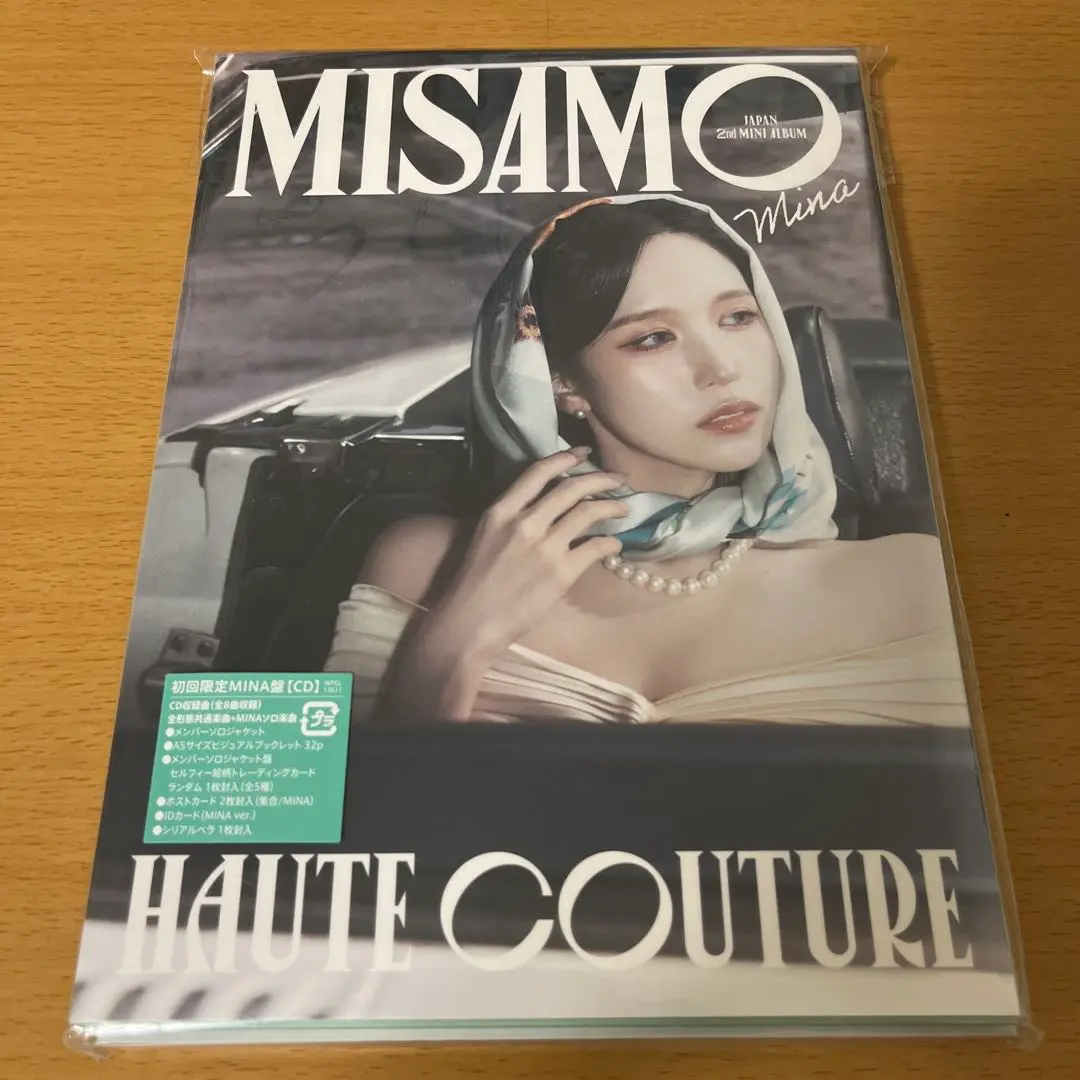 MISAMO
JAPAN
2nd MINI ALBUM
Mina
初回限定MINA盤【CD】 WPCL
13611
CD収録曲(全8曲収録)
全形態共通楽曲+MINAソロ楽曲
プラ
●メンバーソロジャケット
●A5サイズビジュアルブックレット 32p
●メンバーソロジャケット盤
セルフィー絵柄トレーディングカード
ランダム 1枚封入(全5種)
●ポストカード 2枚封入(集合/MINA)
●IDカード(MINA ver.)
●シリアルペラ 1枚封入
HAUTE COUTURE